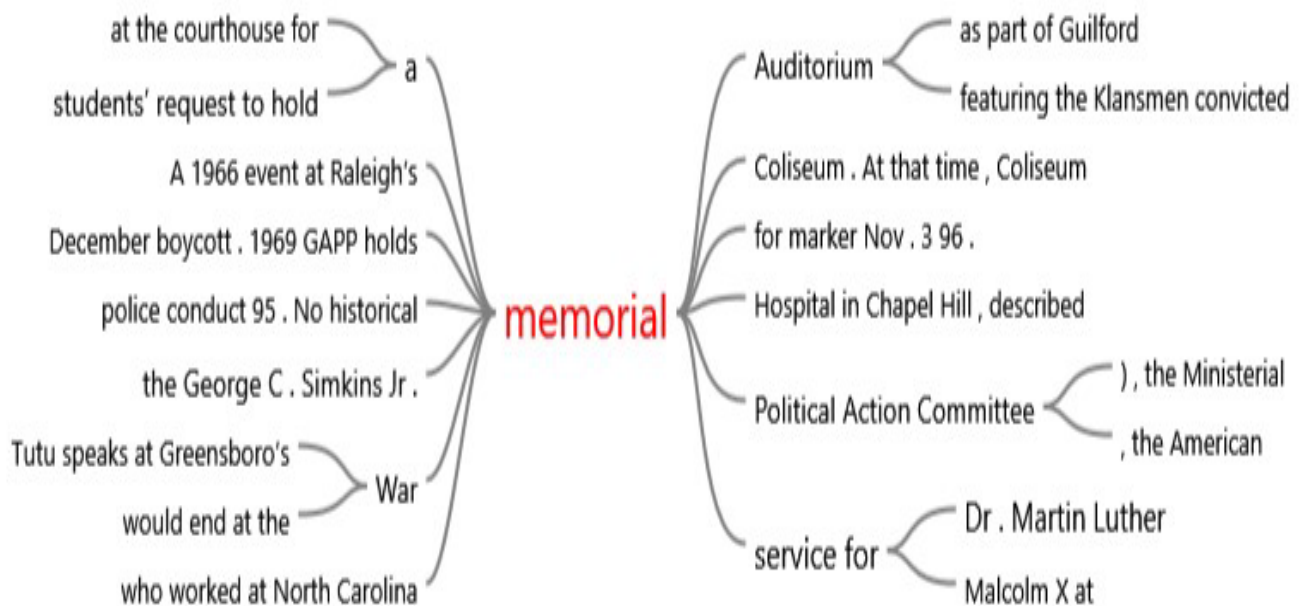 at the courthouse for
students' request to hold
a
A 1966 event at Raleigh's
December boycott . 1969 GAPP holds
police conduct 95 . No historical
the George C . Simkins Jr .
Tutu speaks at Greensboro's
would end at the
War
who worked at North Carolina
memorial
Auditorium
as part of Guilford
featuring the Klansmen convicted
Coliseum . At that time , Coliseum
for marker Nov . 3 96 .
Hospital in Chapel Hill , described
Political Action Committee
) , the Ministerial
, the American
service for
Dr . Martin Luther
Malcolm X at